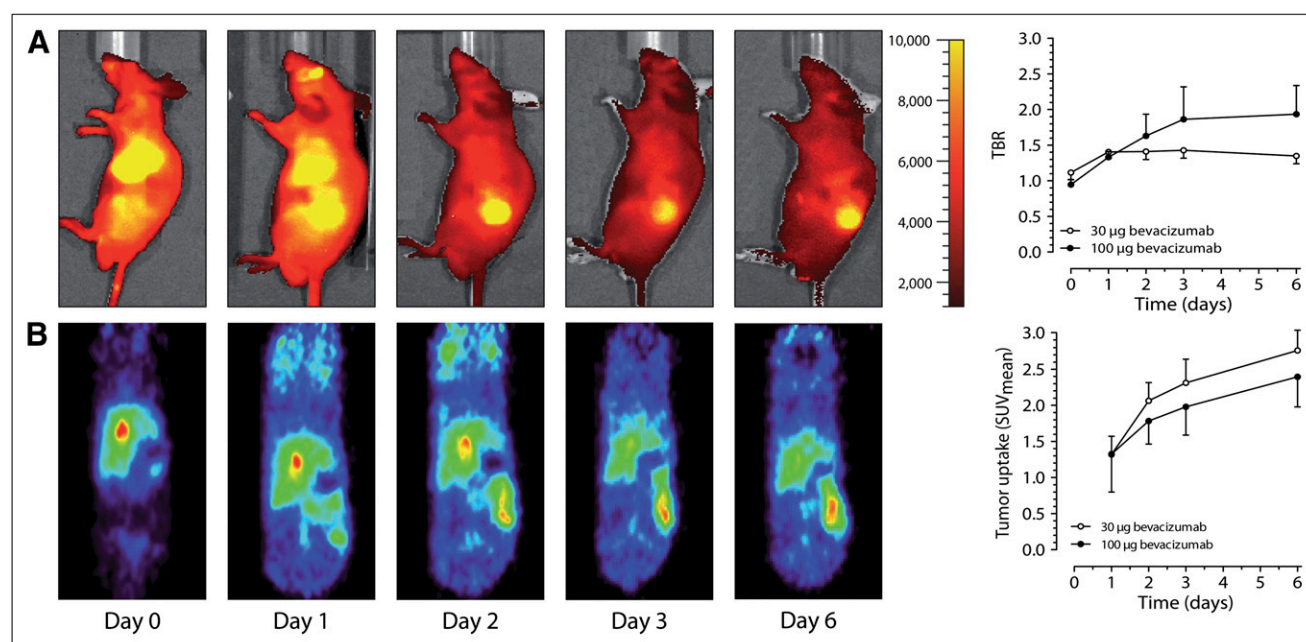 A
10,000
8,000
6,000
4,000
2,000
3.0
2.5
2.0
1.5
1.0
0.5
0.0
TBR
30 µg bevacizumab
100 µg bevacizumab
0 1 2 3 4 5 6
Time (days)
B
3.0
2.5
2.0
1.5
1.0
0.5
0.0
Tumor uptake (SUVmean)
30 µg bevacizumab
100 µg bevacizumab
0 1 2 3 4 5 6
Time (days)
Day 0 Day 1 Day 2 Day 3 Day 6